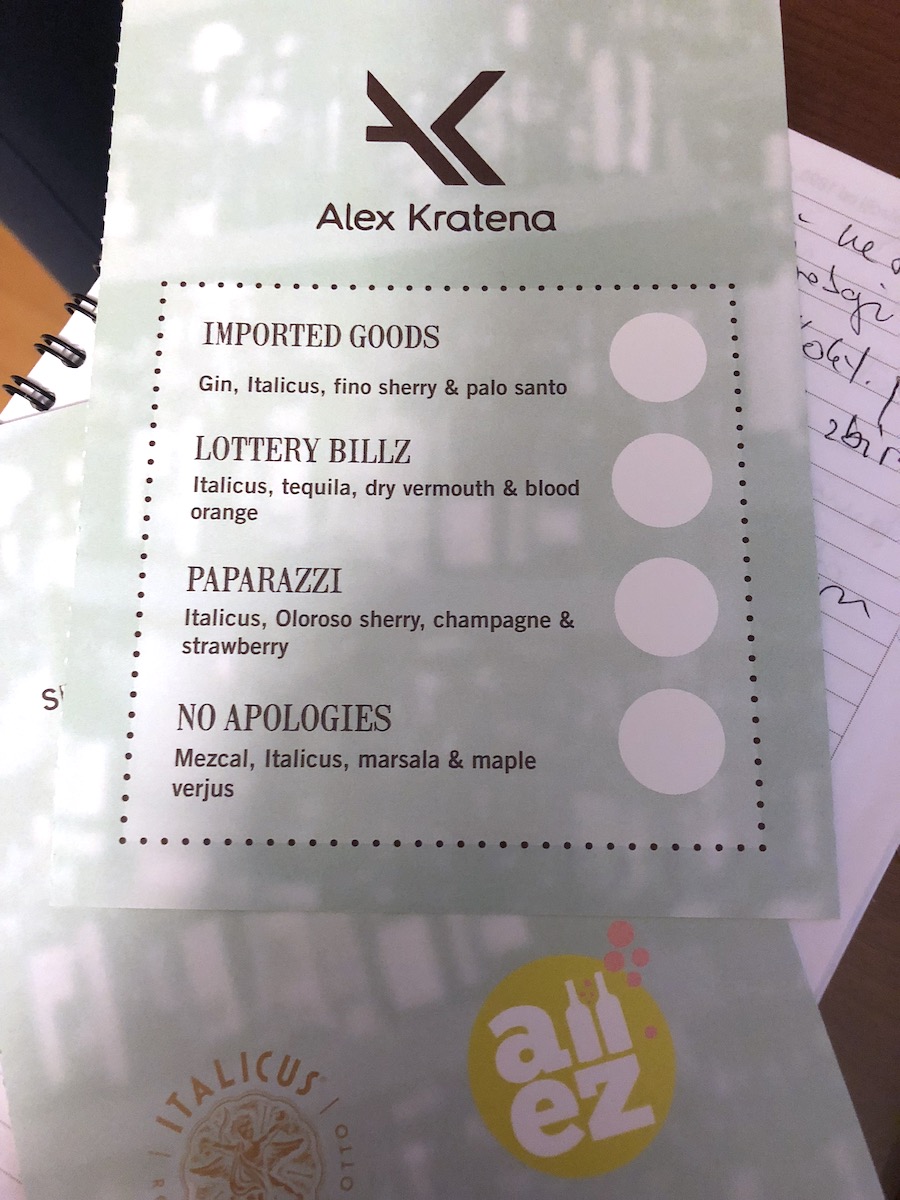 AK
Alex Kratena
IMPORTED GOODS
Gin, Italicus, fino sherry & palo santo
LOTTERY BILLZ
Italicus, tequila, dry vermouth & blood
orange
PAPARAZZI
Italicus, Oloroso sherry, champagne &
strawberry
NO APOLOGIES
Mezcal, Italicus, marsala & maple
verjus
allez
ITALICUS